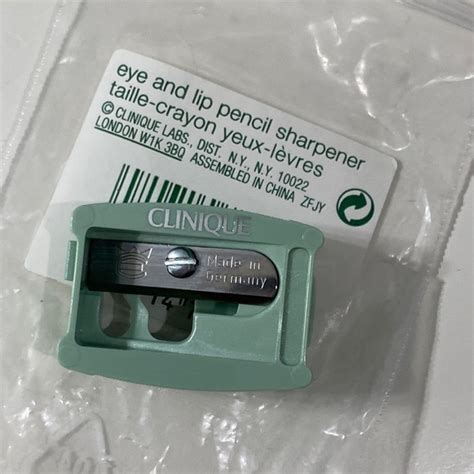 eye and lip pencil sharpener
taille-crayon yeux-lèvres
© CLINIQUE LABS., DIST. N.Y., N.Y. 10022
LONDON W1K 3BQ ASSEMBLED IN CHINA ZFJY
CLINIQUE
Made in
Germany